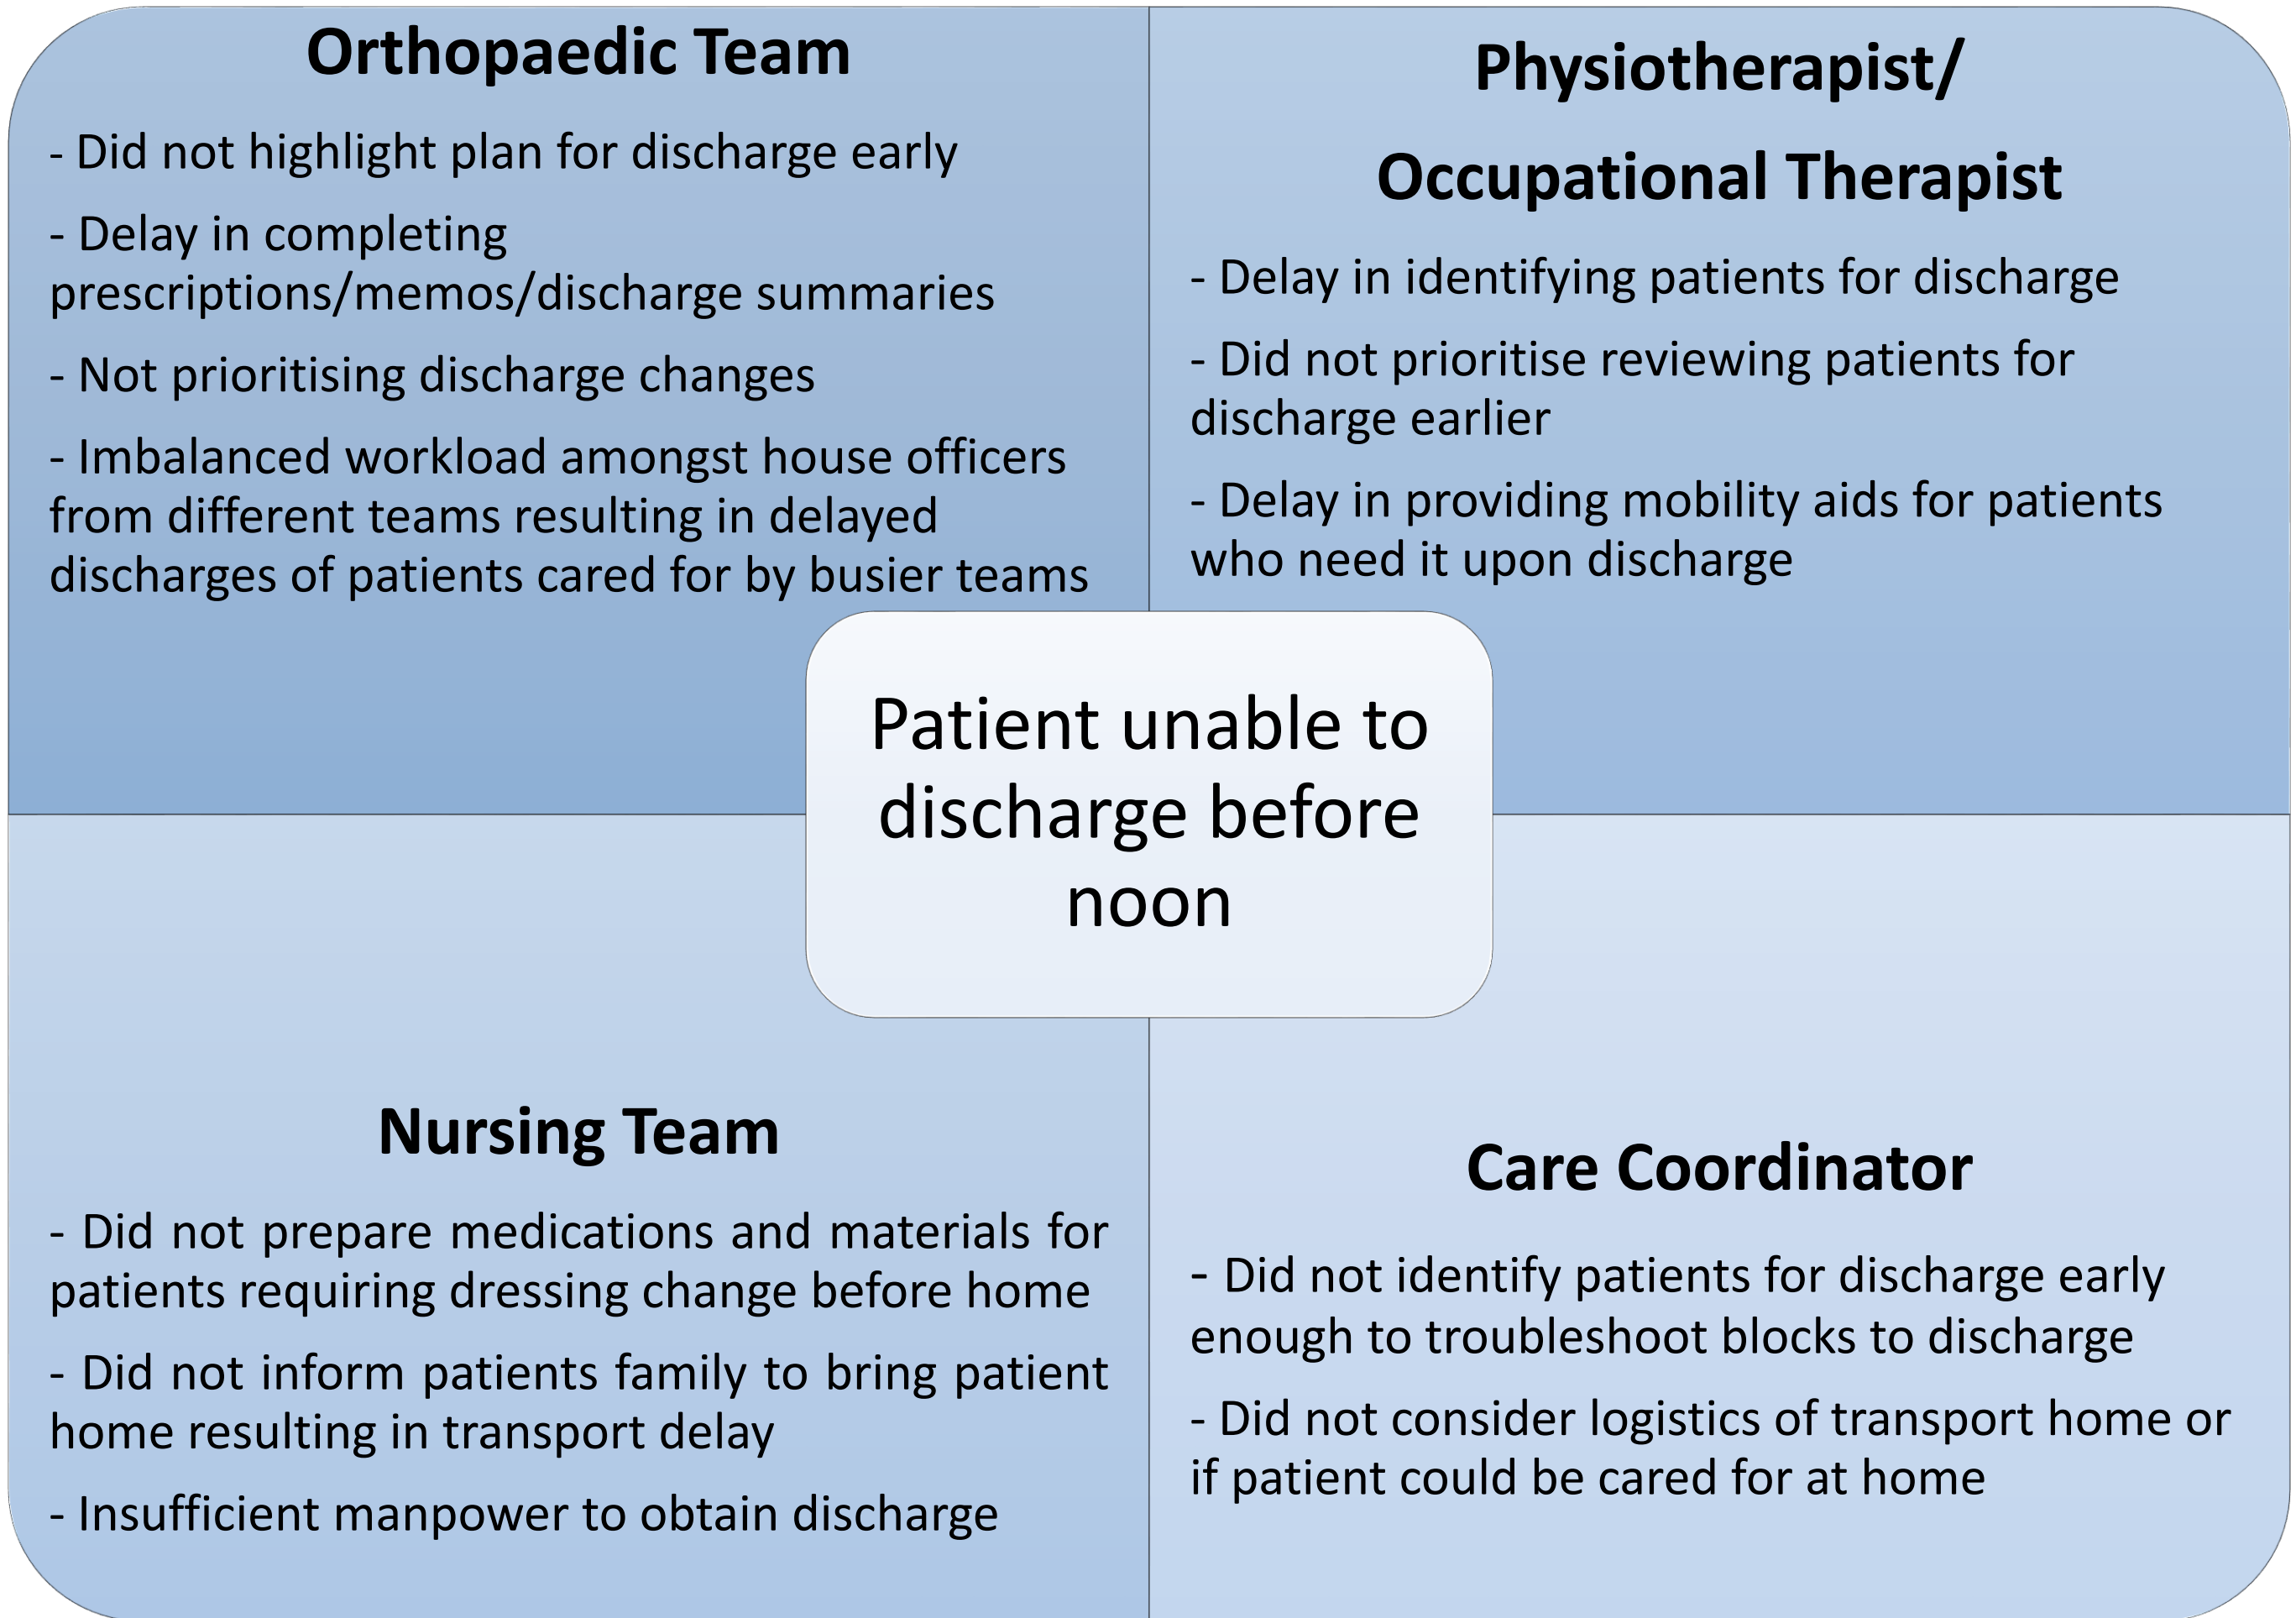 Orthopaedic Team
- Did not highlight plan for discharge early
- Delay in completing
prescriptions/memos/discharge summaries
- Not prioritising discharge changes
- Imbalanced workload amongst house officers
from different teams resulting in delayed
discharges of patients cared for by busier teams
Physiotherapist/
Occupational Therapist
- Delay in identifying patients for discharge
- Did not prioritise reviewing patients for
discharge earlier
- Delay in providing mobility aids for patients
who need it upon discharge
Patient unable to
discharge before
noon
Nursing Team
- Did not prepare medications and materials for
patients requiring dressing change before home
- Did not inform patients family to bring patient
home resulting in transport delay
- Insufficient manpower to obtain discharge
Care Coordinator
- Did not identify patients for discharge early
enough to troubleshoot blocks to discharge
- Did not consider logistics of transport home or
if patient could be cared for at home